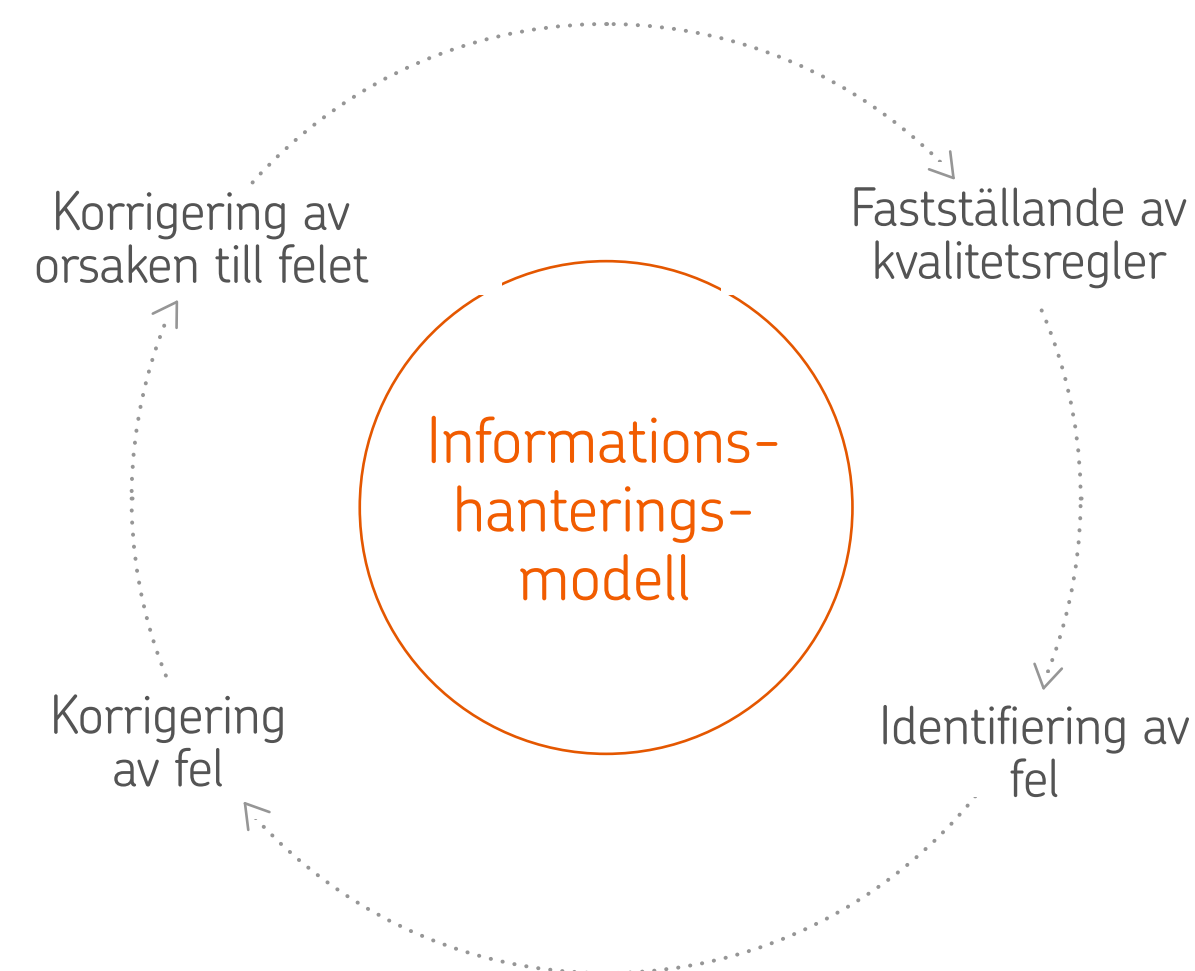 Korrigering av
orsaken till felet
Fastställande av
kvalitetsregler
Informations-
hanterings-
modell
Korrigering
av fel
Identifiering av
fel